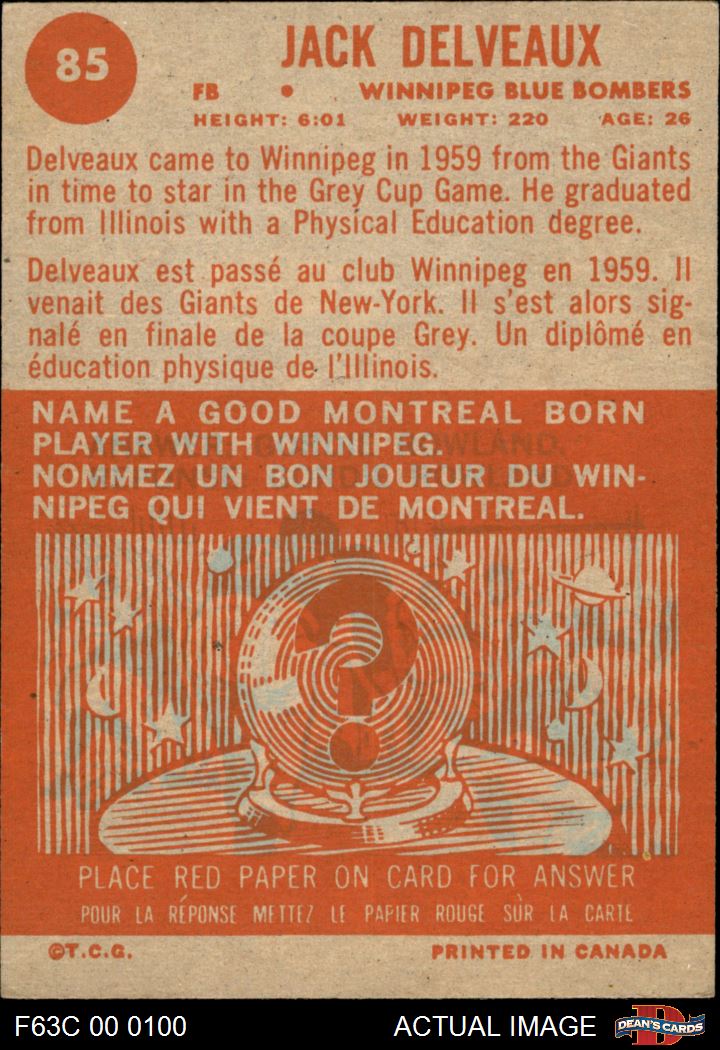 85
JACK DELVEAUX
FB • WINNIPEG BLUE BOMBERS
HEIGHT: 6:01 WEIGHT: 220 AGE: 26
Delveaux came to Winnipeg in 1959 from the Giants
in time to star in the Grey Cup Game. He graduated
from Illinois with a Physical Education degree.
Delveaux est passé au club Winnipeg en 1959. Il
venait des Giants de New-York. Il s'est alors sig-
nalé en finale de la coupe Grey. Un diplômé en
éducation physique de l'Illinois.
NAME A GOOD MONTREAL BORN
PLAYER WITH WINNIPEG.
NOMMEZ UN BON JOUEUR DU WIN-
NIPEG QUI VIENT DE MONTREAL.
?
PLACE RED PAPER ON CARD FOR ANSWER
POUR LA RÉPONSE METTEZ LE PAPIER ROUGE SÙR LA CARTE
©T.C.G. PRINTED IN CANADA
F63C 00 0100 ACTUAL IMAGE D DEAN'S CARDS